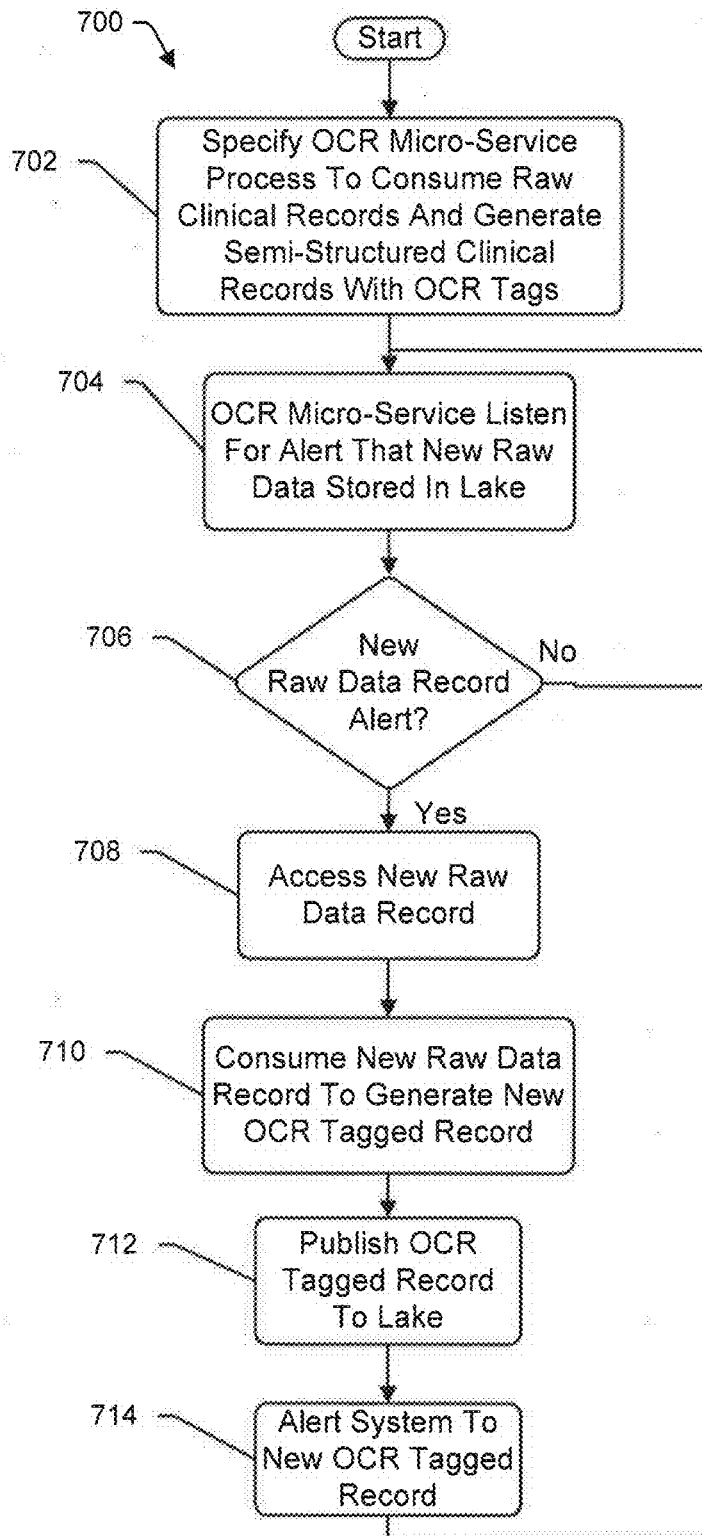 700
Start
702
Specify OCR Micro-Service
Process To Consume Raw
Clinical Records And Generate
Semi-Structured Clinical
Records With OCR Tags
704
OCR Micro-Service Listen
For Alert That New Raw
Data Stored In Lake
706
New
Raw Data Record
Alert?
No
Yes
708
Access New Raw
Data Record
710
Consume New Raw Data
Record To Generate New
OCR Tagged Record
712
Publish OCR
Tagged Record
To Lake
714
Alert System To
New OCR Tagged
Record